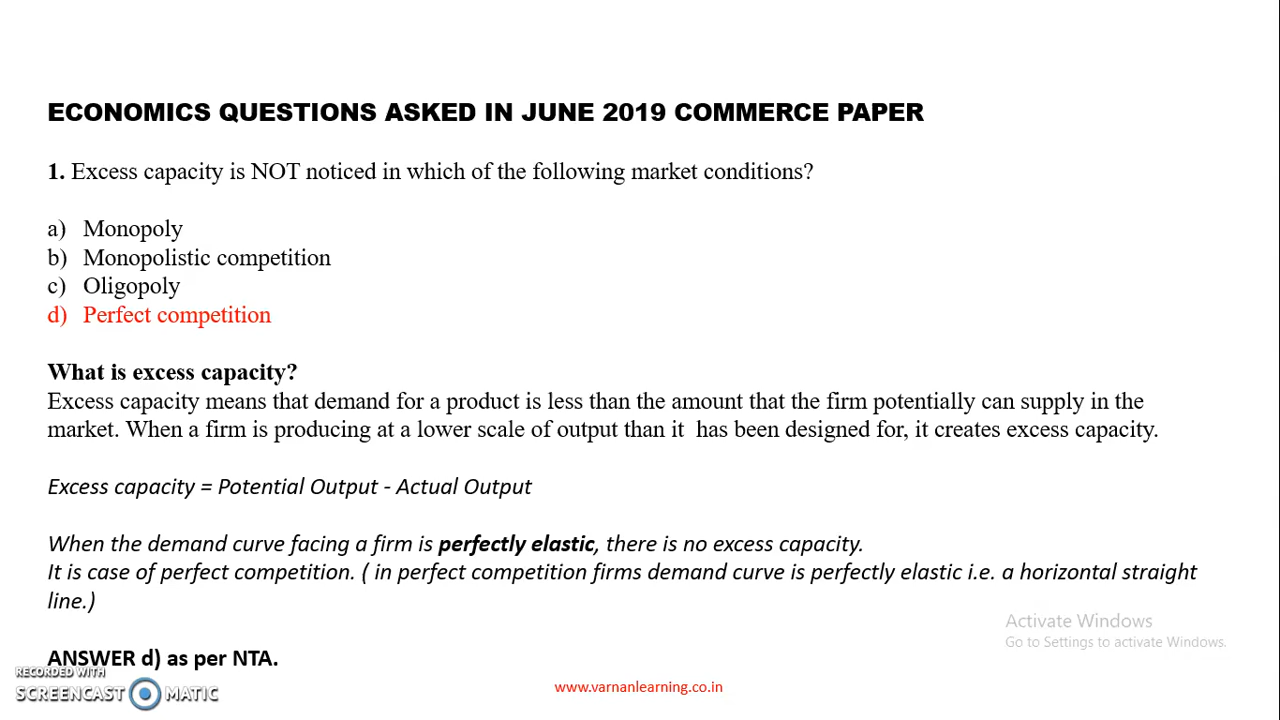 ECONOMICS QUESTIONS ASKED IN JUNE 2019 COMMERCE PAPER
1. Excess capacity is NOT noticed in which of the following market conditions?
a) Monopoly
b) Monopolistic competition
c) Oligopoly
d) Perfect competition
What is excess capacity?
Excess capacity means that demand for a product is less than the amount that the firm potentially can supply in the
market. When a firm is producing at a lower scale of output than it has been designed for, it creates excess capacity.
Excess capacity = Potential Output - Actual Output
When the demand curve facing a firm is perfectly elastic, there is no excess capacity.
It is case of perfect competition. ( in perfect competition firms demand curve is perfectly elastic i.e. a horizontal straight
line.)
Activate Windows
Go to Settings to activate Windows.
ANSWER d) as per NTA.
RECORDED WITH
SCREENCAST MATIC
www.varnanlearning.co.in